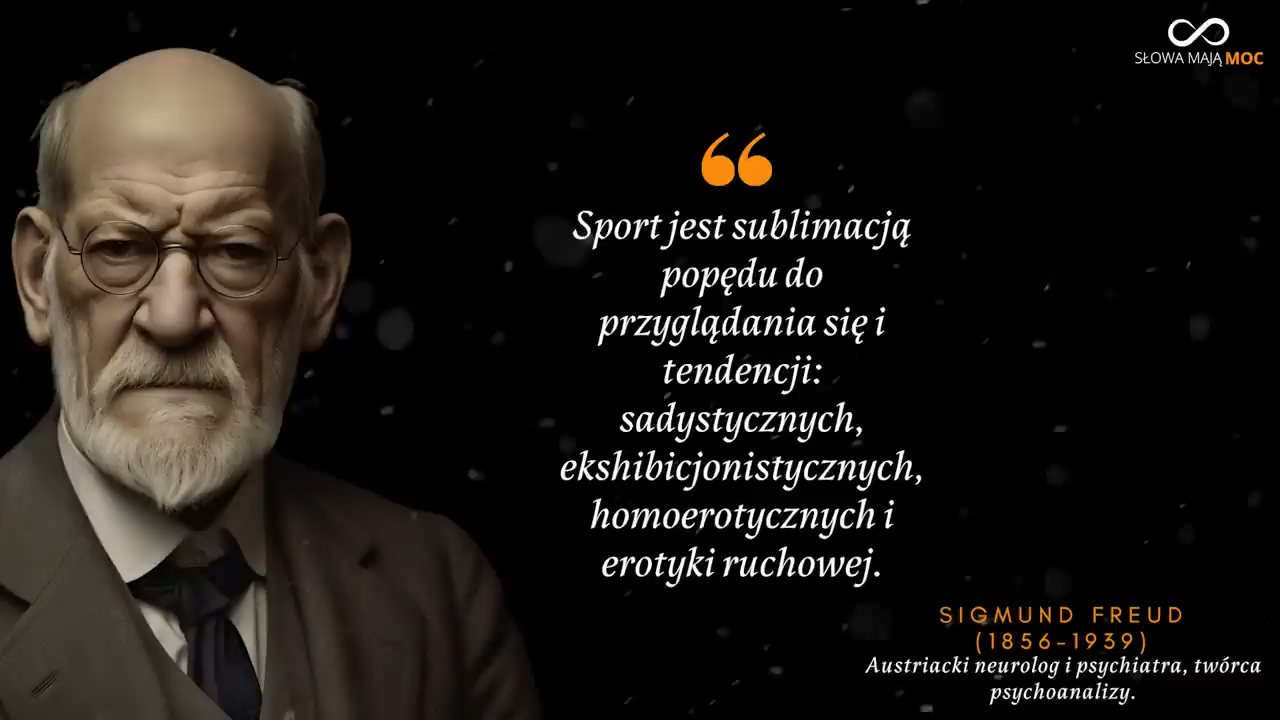 SŁOWA MAJĄ MOC
Sport jest sublimacją
popędu do
przyglądania się i
tendencji:
sadystycznych,
ekshibicjonistycznych,
homoerotycznych i
erotyki ruchowej.
SIGMUND FREUD
(1856-1939)
Austriacki neurolog i psychiatra, twórca
psychoanalizy.